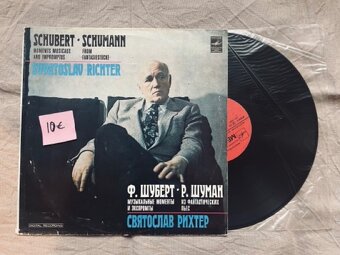 SCHUBERT · SCHUMANN
MOMENTS MUSICAUX FROM
AND IMPROMPTUS FANTASIESTÜCKE
SVIATOSLAV RICHTER
10€
Ф. ШУБЕРТ · Р. ШУМАН
МУЗЫКАЛЬНЫЕ МОМЕНТЫ ИЗ ФАНТАСТИЧЕСКИХ
И ЭКСПРОМТЫ ПЬЕС
СВЯТОСЛАВ РИХТЕР
DIGITAL RECORDING